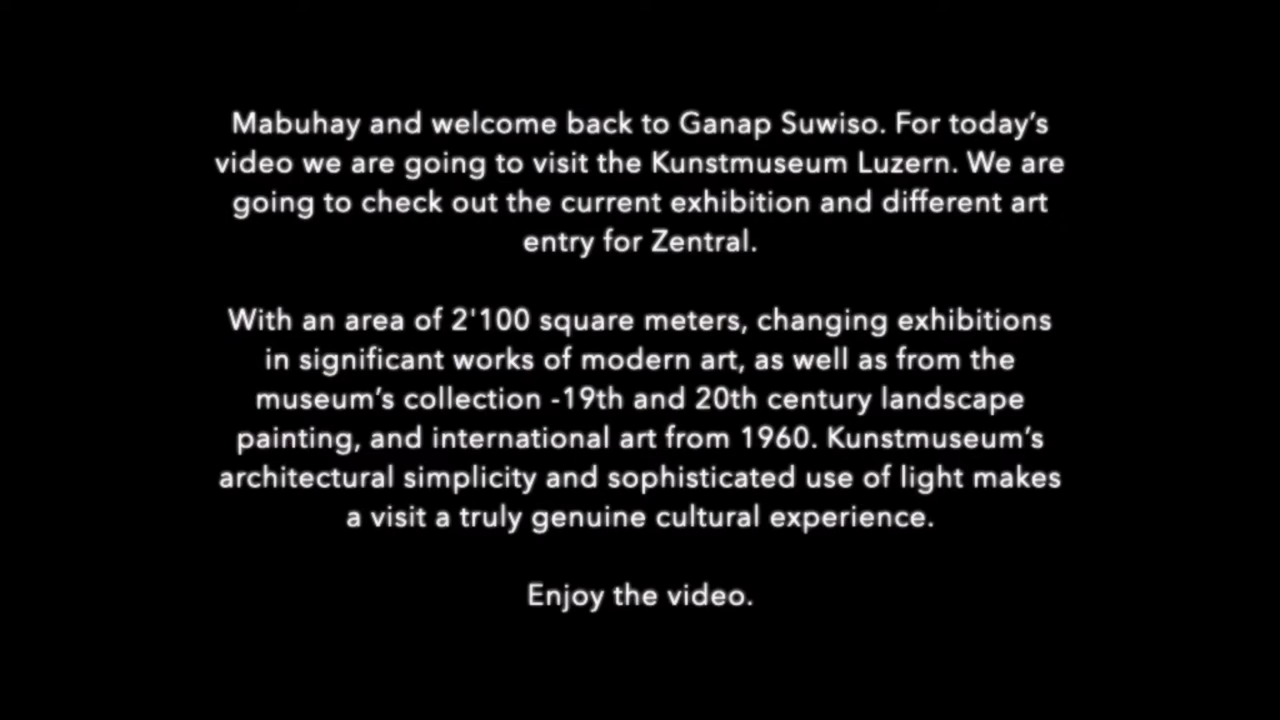 Mabuhay and welcome back to Ganap Suwiso. For today’s
video we are going to visit the Kunstmuseum Luzern. We are
going to check out the current exhibition and different art
entry for Zentral.
With an area of 2'100 square meters, changing exhibitions
in significant works of modern art, as well as from the
museum’s collection -19th and 20th century landscape
painting, and international art from 1960. Kunstmuseum’s
architectural simplicity and sophisticated use of light makes
a visit a truly genuine cultural experience.
Enjoy the video.